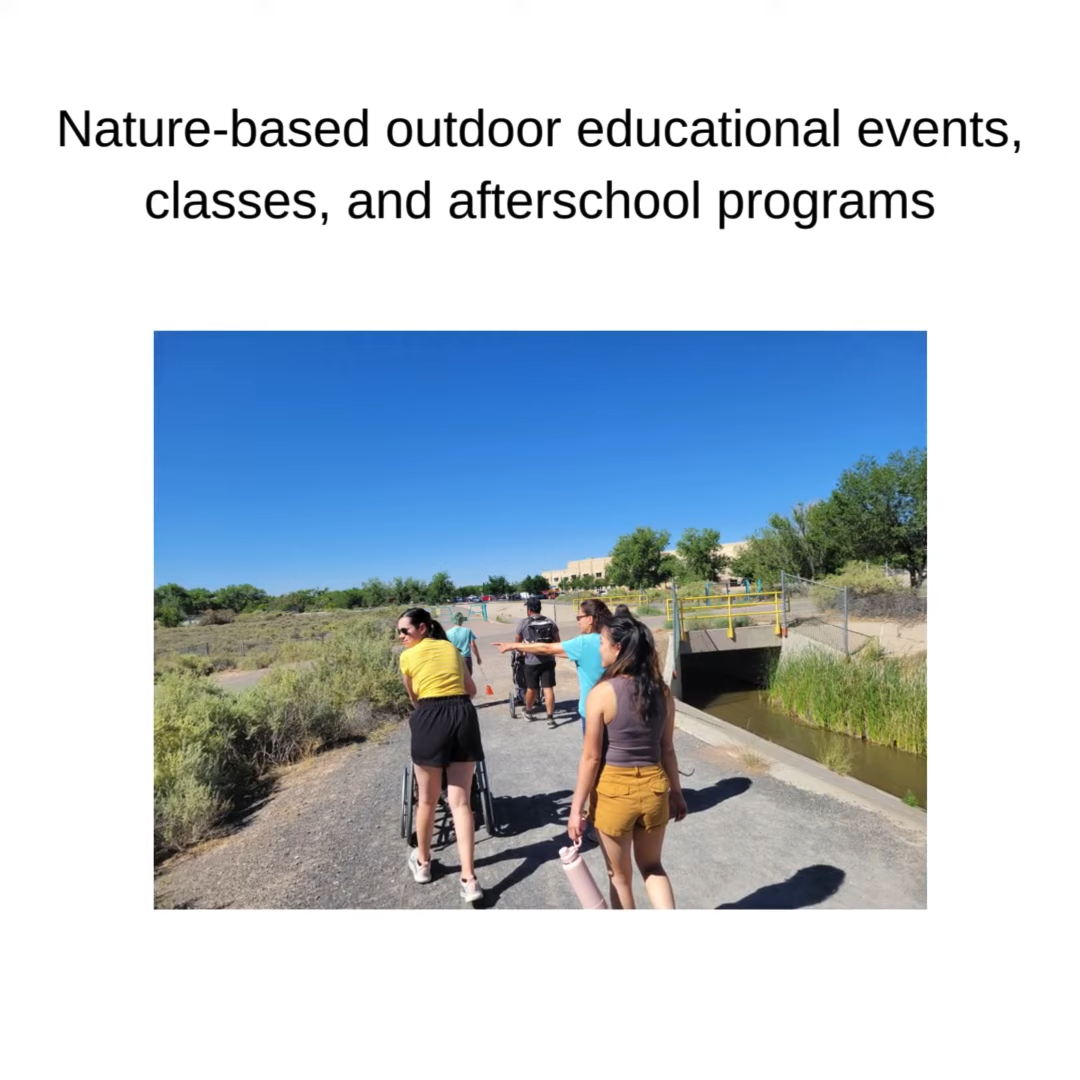 Nature-based outdoor educational events,
classes, and afterschool programs